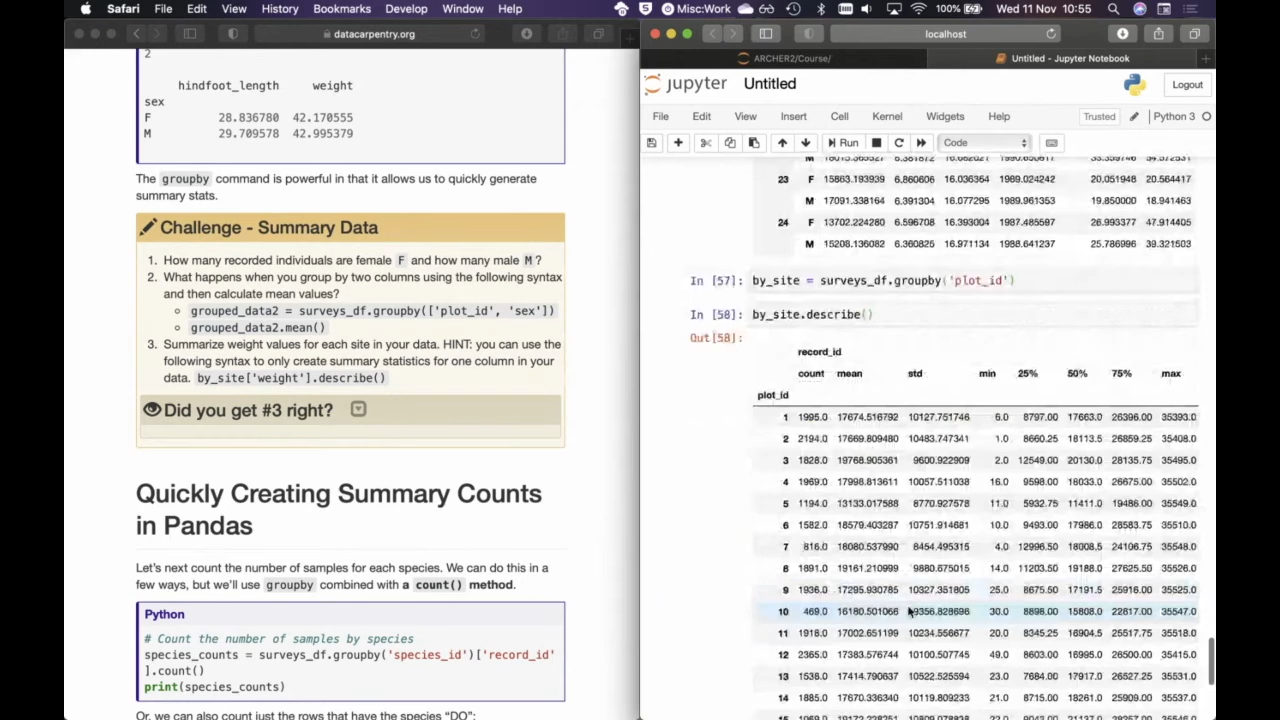 Safari File Edit View History Bookmarks Develop Window Help Misc:Work 100% Wed 11 Nov 10:55
datacarpentry.org
2
hindfoot_length weight
sex
F 28.836780 42.170555
M 29.709578 42.995379
The groupby command is powerful in that it allows us to quickly generate
summary stats.
Challenge - Summary Data
1. How many recorded individuals are female F and how many male M ?
2. What happens when you group by two columns using the following syntax
and then calculate mean values?
grouped_data2 = surveys_df.groupby(['plot_id', 'sex'])
grouped_data2.mean()
3. Summarize weight values for each site in your data. HINT: you can use the
following syntax to only create summary statistics for one column in your
data. by_site['weight'].describe()
Did you get #3 right?
Quickly Creating Summary Counts
in Pandas
Let's next count the number of samples for each species. We can do this in a
few ways, but we'll use groupby combined with a count() method.
Python
# Count the number of samples by species
species_counts = surveys_df.groupby('species_id')['record_id'
].count()
print(species_counts)
Or, we can also count just the rows that have the species "DO":
localhost
ARCHER2/Course/ Untitled - Jupyter Notebook
jupyter Untitled Logout
File Edit View Insert Cell Kernel Widgets Help Trusted Python 3
Run Code
23 F 15863.193939 6.860606 16.036364 1989.024242 20.051948 20.564417
M 17091.338164 6.391304 16.077295 1989.961353 19.850000 18.941463
24 F 13702.224280 6.596708 16.393004 1987.485597 26.993377 47.914405
M 15208.136082 6.360825 16.971134 1988.641237 25.786996 39.321503
In [57]: by_site = surveys_df.groupby('plot_id')
In [58]: by_site.describe()
Out[58]:
record_id
count mean std min 25% 50% 75% max
plot_id
1 1995.0 17674.516792 10127.751746 6.0 8797.00 17663.0 26396.00 35393.0
2 2194.0 17669.809480 10483.747341 1.0 8660.25 18113.5 26859.25 35408.0
3 1828.0 19768.905361 9600.922909 2.0 12549.00 20130.0 28135.75 35495.0
4 1969.0 17998.813611 10057.511038 16.0 9598.00 18033.0 26675.00 35502.0
5 1194.0 13133.017588 8770.927578 11.0 5932.75 11411.0 19486.00 35549.0
6 1582.0 18579.403287 10751.914681 10.0 9493.00 17986.0 28583.75 35510.0
7 816.0 18080.537990 8454.495315 4.0 12996.50 18008.5 24106.75 35548.0
8 1891.0 19161.210999 9880.675015 14.0 11203.50 19188.0 27625.50 35526.0
9 1936.0 17295.930785 10327.351805 25.0 8675.50 17191.5 25916.00 35525.0
10 469.0 16180.501066 9356.828696 30.0 8898.00 15808.0 22817.00 35547.0
11 1918.0 17002.651199 10234.556677 20.0 8345.25 16904.5 25517.75 35518.0
12 2365.0 17383.576744 10100.507745 49.0 8603.00 16995.0 26500.00 35415.0
13 1538.0 17414.790637 10522.525594 23.0 7684.00 17917.0 26527.25 35531.0
14 1885.0 17670.336340 10119.809233 21.0 8715.00 18261.0 25909.00 35537.0